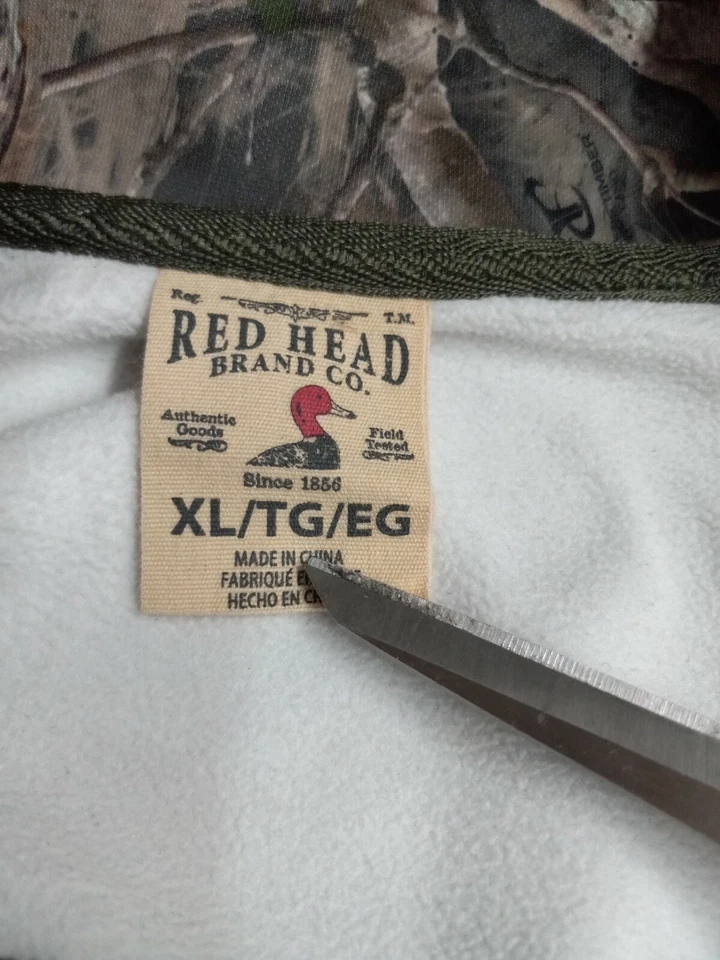 TIMBER
Reg.
T.M.
RED HEAD
BRAND CO.
Authentic
Goods
Field
Tested
Since 1856
XL/TG/EG
MADE IN CHINA
FABRIQUÉ
HECHO EN